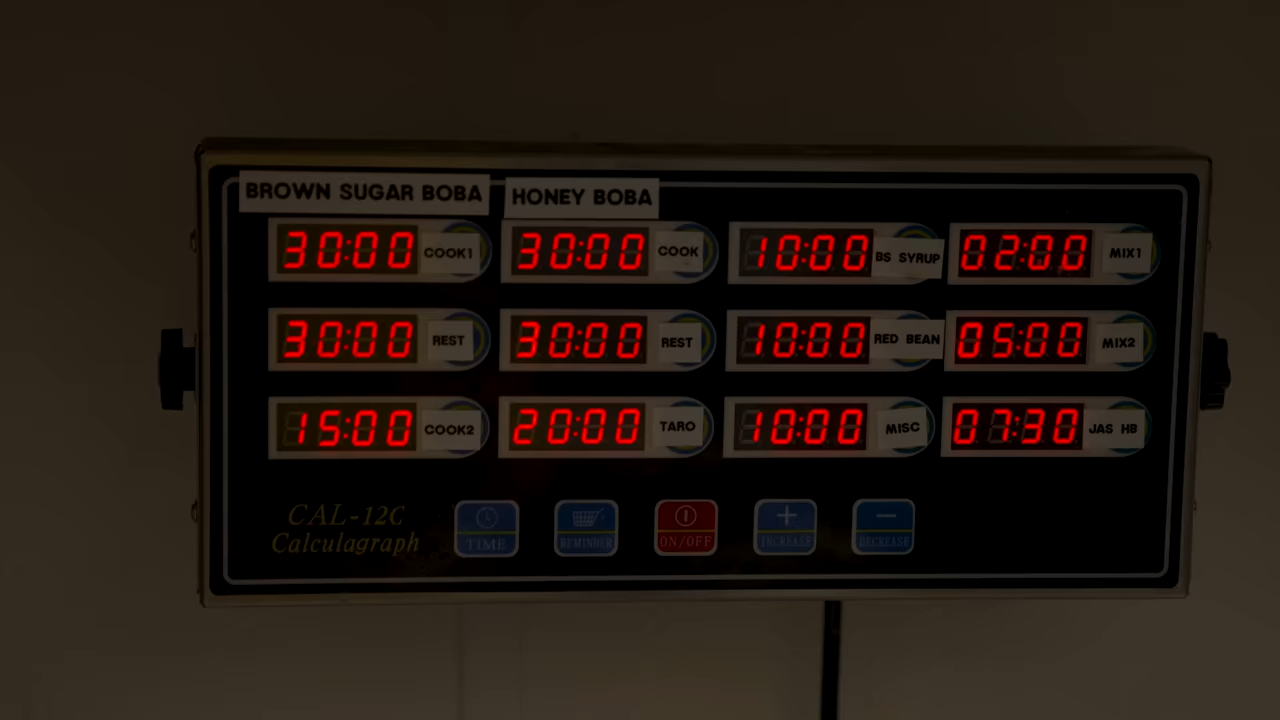 BROWN SUGAR BOBA HONEY BOBA
30:00 COOK1 30:00 COOK 10:00 BS SYRUP 02:00 MIX1
30:00 REST 30:00 REST 10:00 RED BEAN 05:00 MIX2
15:00 COOK2 20:00 TARO 10:00 MISC 07:30 JAS HB
CAL-12C
Calculagraph
TIME REMINDER ON/OFF INCREASE DECREASE